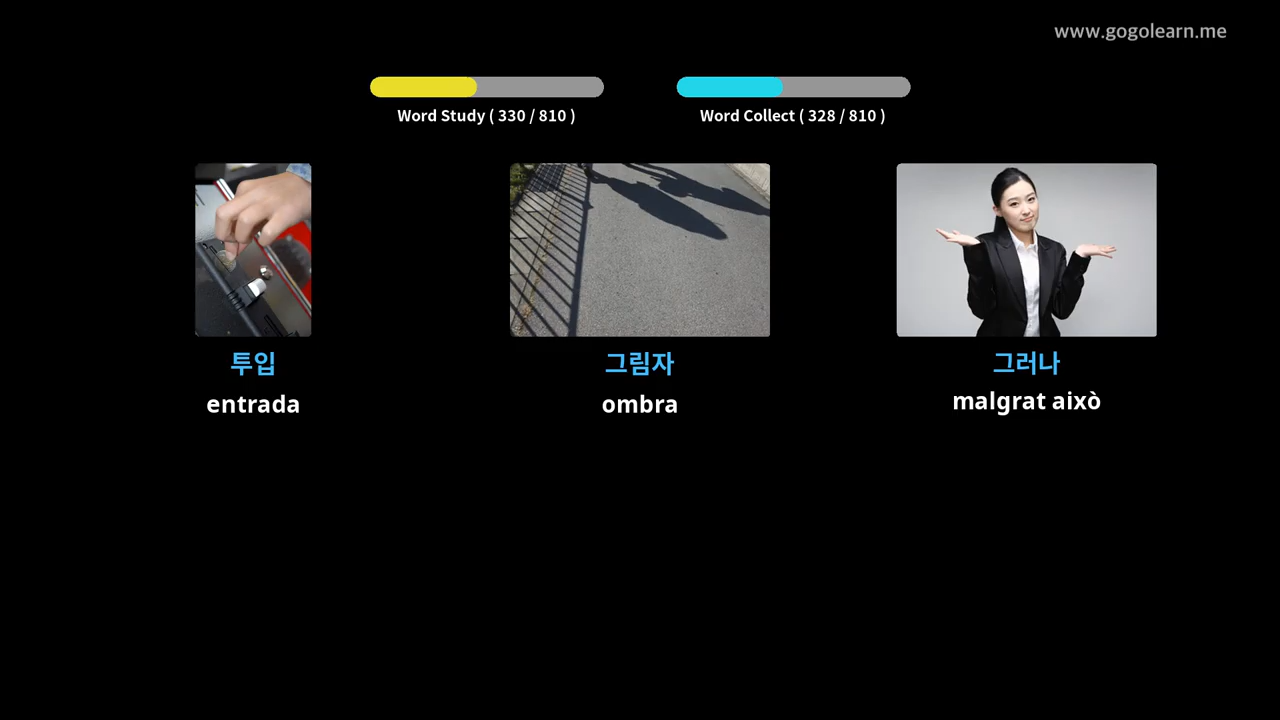 www.gogolearn.me
Word Study ( 330 / 810 )
Word Collect ( 328 / 810 )
투입
entrada
그림자
ombra
그러나
malgrat això